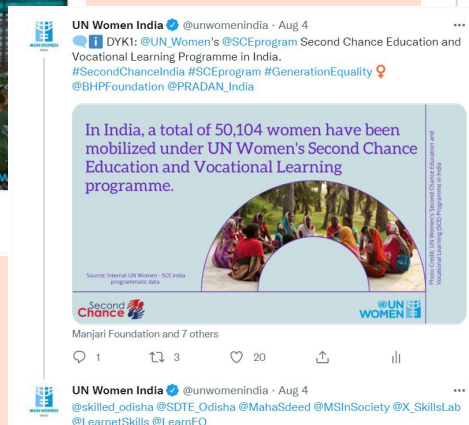 UN Women India @unwomenindia · Aug 4
DYK1: @UN_Women's @SCEprogram Second Chance Education and
Vocational Learning Programme in India.
#SecondChanceIndia #SCEprogram #GenerationEquality ♀
@BHPFoundation @PRADAN_India
In India, a total of 50,104 women have been
mobilized under UN Women's Second Chance
Education and Vocational Learning
programme.
Photo Credit: UN Women's Second Chance Education and
Vocational Learning (SCE) Programme in India
Source: Internal UN Women - SCE India
programmatic data
Second
Chance
UN
WOMEN
Manjari Foundation and 7 others
1 3 20
UN Women India @unwomenindia · Aug 4
@skilled_odisha @SDTE_Odisha @MahaSdeed @MSInSociety @X_SkillsLab
@LearnetSkills @LearnEO